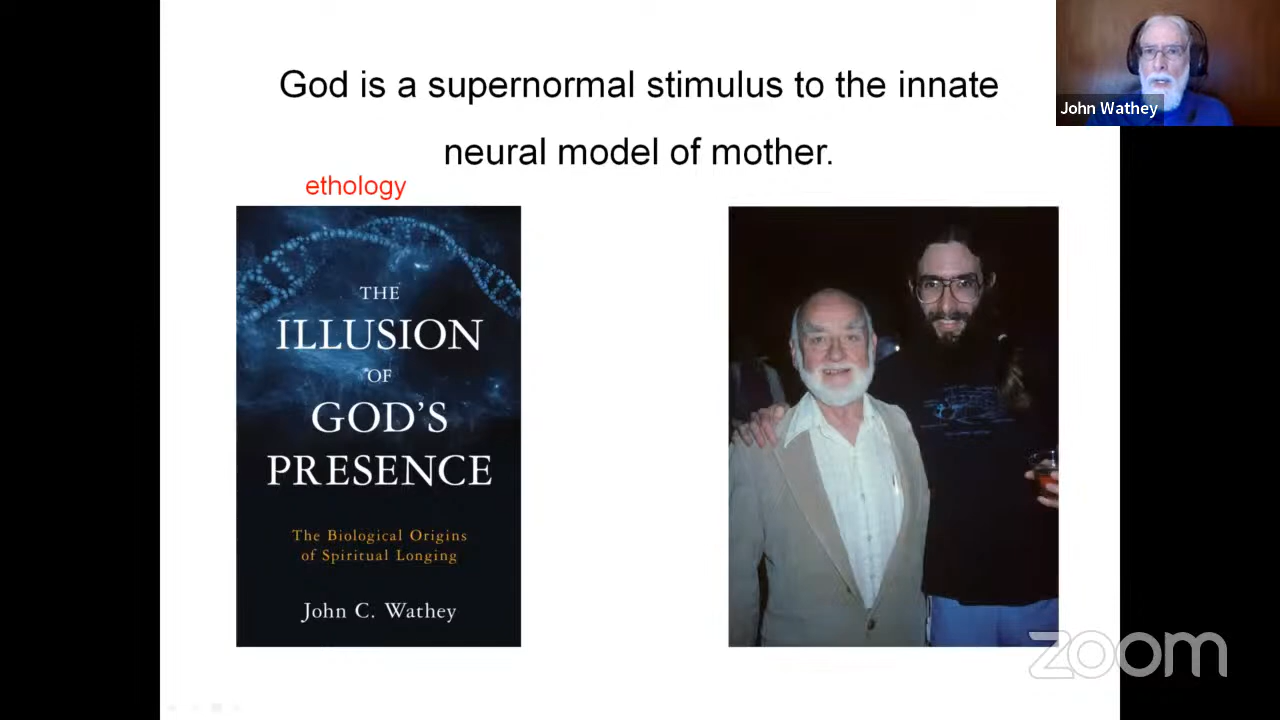 God is a supernormal stimulus to the innate
neural model of mother.
John Wathey
ethology
THE
ILLUSION
OF
GOD'S
PRESENCE
The Biological Origins
of Spiritual Longing
John C. Wathey
zoom